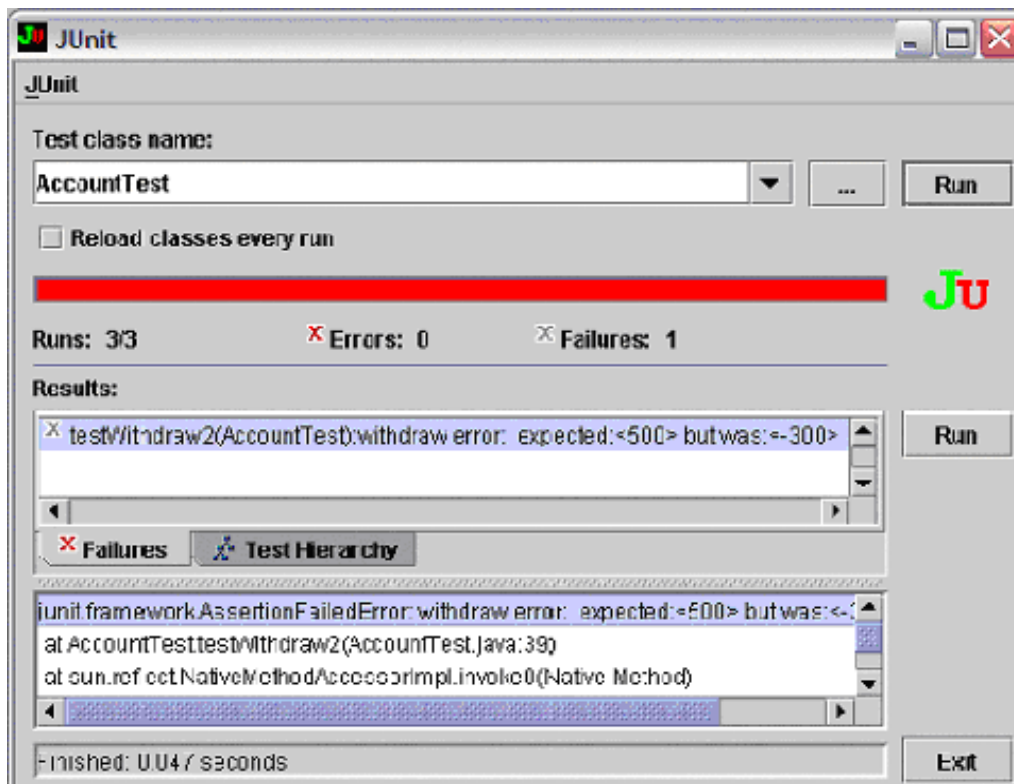 JUnit
JUnit
Test class name:
AccountTest
...
Run
Reload classes every run
JU
Runs: 3/3
X Errors: 0
X Failures: 1
Results:
X testWithdraw2(AccountTest):withdraw error: expected:<500> but was:<-300>
Run
X Failures
Test Hierarchy
junit.framework.AssertionFailedError: withdraw error: expected:<500> but was:<-
at AccountTest.testWithdraw2(AccountTest.java:39)
at sun.reflect.NativeMethodAccessorImpl.invoke0(Native Method)
Finished: 0.047 seconds
Exit